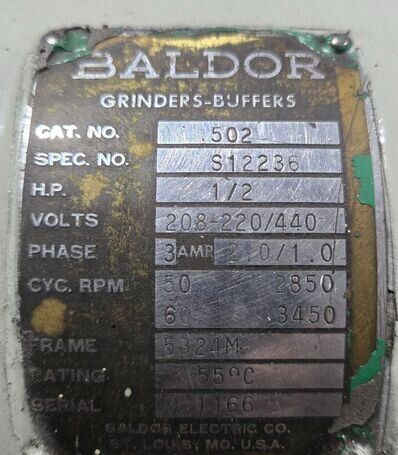 BALDOR
GRINDERS-BUFFERS
CAT. NO. 502
SPEC. NO. S12236
H.P. 1/2
VOLTS 208-220/440
PHASE 3 AMP 2.0/1.0
CYC. RPM 50 2850
60 3450
FRAME 5324M
RATING 55°C
SERIAL 1166
BALDOR ELECTRIC CO.
ST. LOUIS, MO. U.S.A.